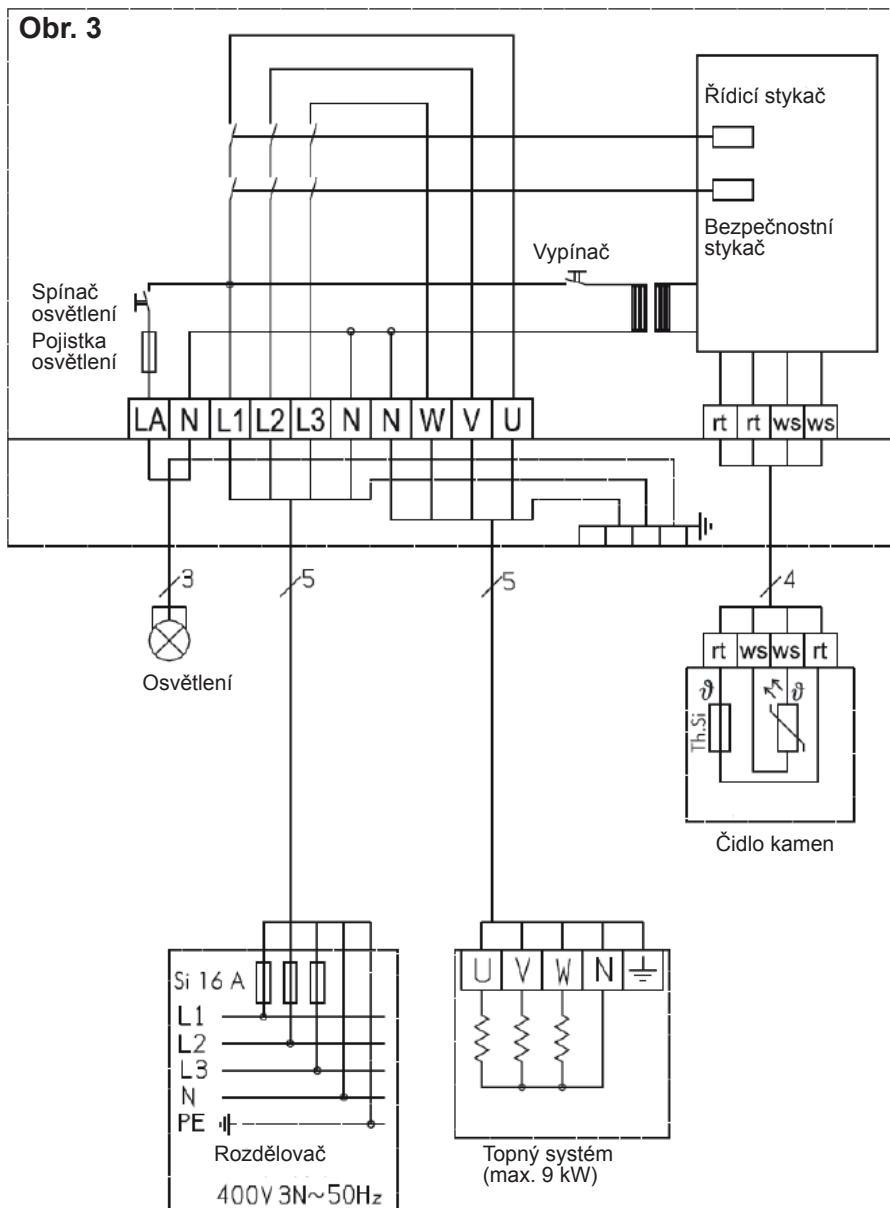 Obr. 3
Řídicí stykač
Bezpečnostní
stykač
Vypínač
Spínač
osvětlení
Pojistka
osvětlení
LA N L1 L2 L3 N N W V U
rt rt ws ws
3
5
5
4
Osvětlení
rt ws ws rt
ϑ
ϑ
Th.Si
Čidlo kamen
Si 16 A
L1
L2
L3
N
PE
Rozdělovač
400V 3N~50Hz
U V W N
Topný systém
(max. 9 kW)